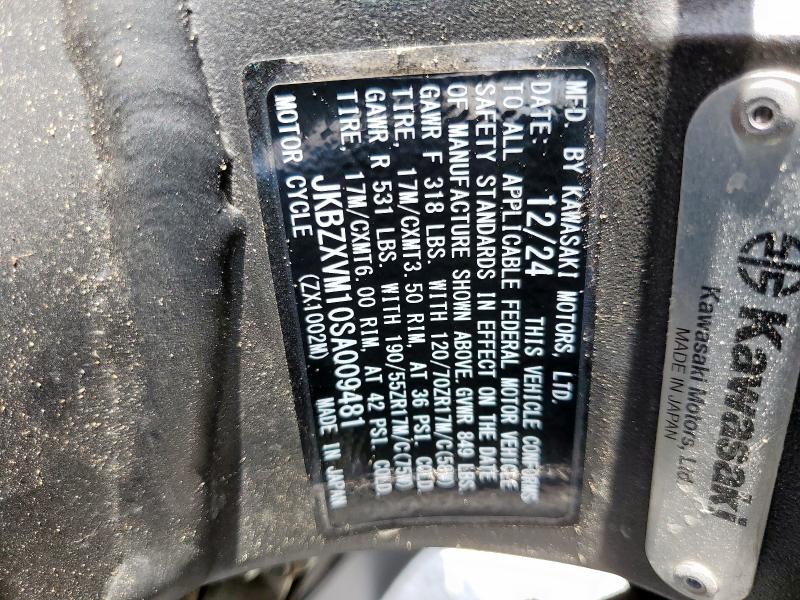 MFD. BY KAWASAKI MOTORS, LTD.
DATE: 12/24 THIS VEHICLE CONFORMS
TO ALL APPLICABLE FEDERAL MOTOR VEHICLE
SAFETY STANDARDS IN EFFECT ON THE DATE
OF MANUFACTURE SHOWN ABOVE. GVWR 849 LBS.
GAWR F 318 LBS. WITH 120/70ZR17M/C(58W)
TIRE, 17M/CXMT3.50 RIM, AT 36 PSI. COLD.
GAWR R 531 LBS. WITH 190/55ZR17M/C(75W)
TIRE, 17M/CXMT6.00 RIM, AT 42 PSI. COLD.
JKBZXVM10SA009481
MOTOR CYCLE (ZX1002M) MADE IN JAPAN
Kawasaki
Kawasaki Motors, Ltd.
MADE IN JAPAN